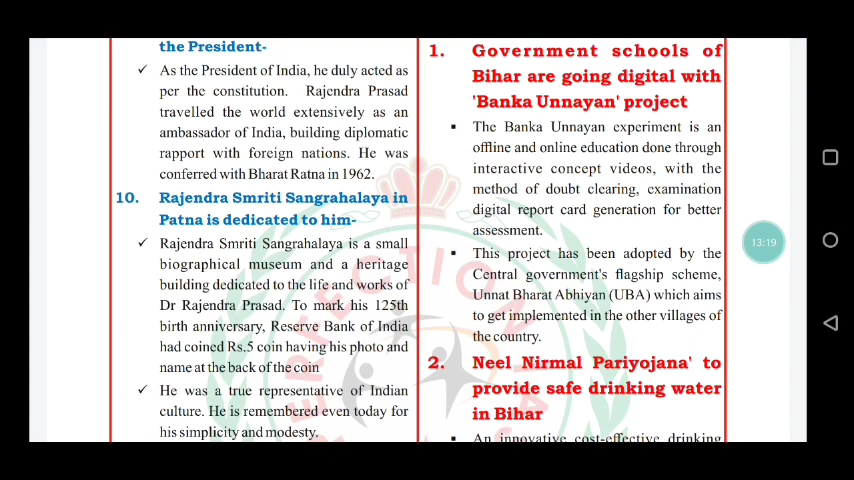 the President-
✓ As the President of India, he duly acted as
per the constitution. Rajendra Prasad
travelled the world extensively as an
ambassador of India, building diplomatic
rapport with foreign nations. He was
conferred with Bharat Ratna in 1962.
10. Rajendra Smriti Sangrahalaya in
Patna is dedicated to him-
✓ Rajendra Smriti Sangrahalaya is a small
biographical museum and a heritage
building dedicated to the life and works of
Dr Rajendra Prasad. To mark his 125th
birth anniversary, Reserve Bank of India
had coined Rs.5 coin having his photo and
name at the back of the coin
✓ He was a true representative of Indian
culture. He is remembered even today for
his simplicity and modesty.
1. Government schools of
Bihar are going digital with
'Banka Unnayan' project
▪ The Banka Unnayan experiment is an
offline and online education done through
interactive concept videos, with the
method of doubt clearing, examination
digital report card generation for better
assessment.
▪ This project has been adopted by the
Central government's flagship scheme,
Unnat Bharat Abhiyan (UBA) which aims
to get implemented in the other villages of
the country.
2. Neel Nirmal Pariyojana' to
provide safe drinking water
in Bihar
▪ An innovative cost-effective drinking
13:19